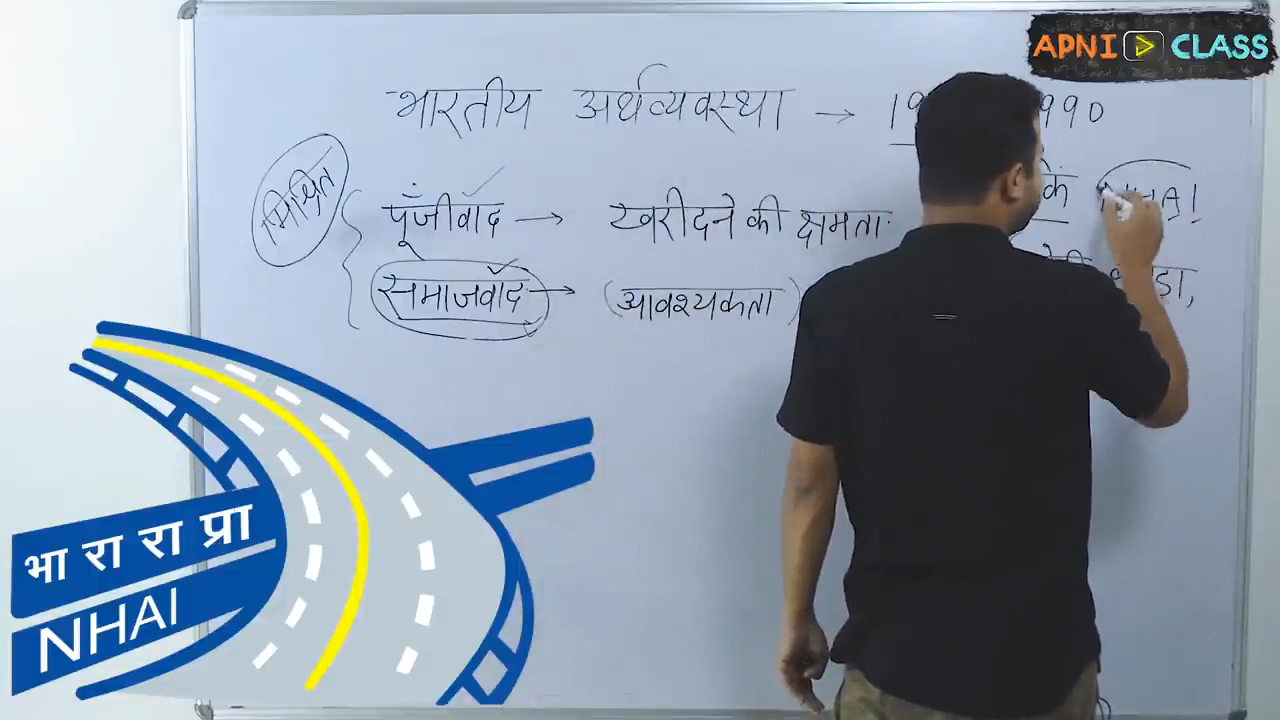 APNI CLASS
भारतीय अर्थव्यवस्था → 19 990
मिश्रित
पूँजीवाद → खरीदने की क्षमता
समाजवाद → (आवश्यकता)
भा रा रा प्रा
NHAI